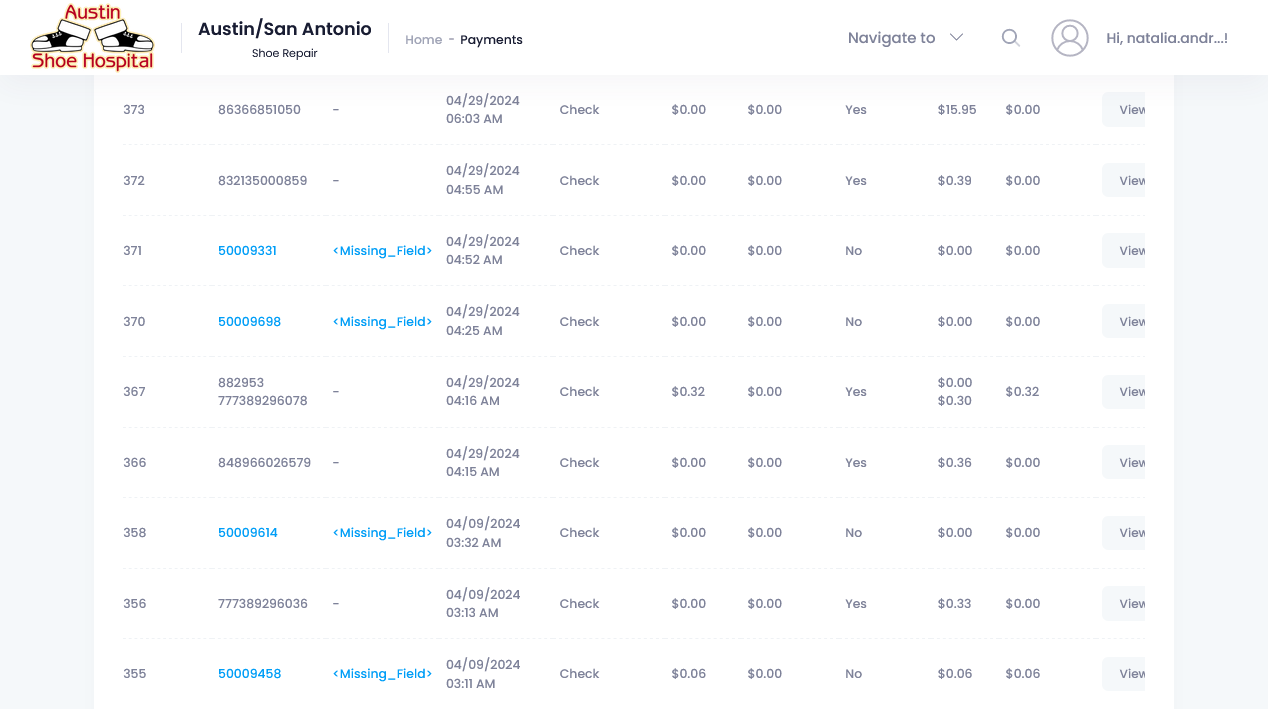 Austin
Shoe Hospital
Austin/San Antonio
Shoe Repair
Home - Payments
Navigate to
Hi, natalia.andr...!
373 86366851050 - 04/29/2024 06:03 AM Check $0.00 $0.00 Yes $15.95 $0.00 View
372 832135000859 - 04/29/2024 04:55 AM Check $0.00 $0.00 Yes $0.39 $0.00 View
371 50009331 <Missing_Field> 04/29/2024 04:52 AM Check $0.00 $0.00 No $0.00 $0.00 View
370 50009698 <Missing_Field> 04/29/2024 04:25 AM Check $0.00 $0.00 No $0.00 $0.00 View
367 882953 777389296078 - 04/29/2024 04:16 AM Check $0.32 $0.00 Yes $0.00 $0.30 $0.32 View
366 848966026579 - 04/29/2024 04:15 AM Check $0.00 $0.00 Yes $0.36 $0.00 View
358 50009614 <Missing_Field> 04/09/2024 03:32 AM Check $0.00 $0.00 No $0.00 $0.00 View
356 777389296036 - 04/09/2024 03:13 AM Check $0.00 $0.00 Yes $0.33 $0.00 View
355 50009458 <Missing_Field> 04/09/2024 03:11 AM Check $0.06 $0.00 No $0.06 $0.06 View